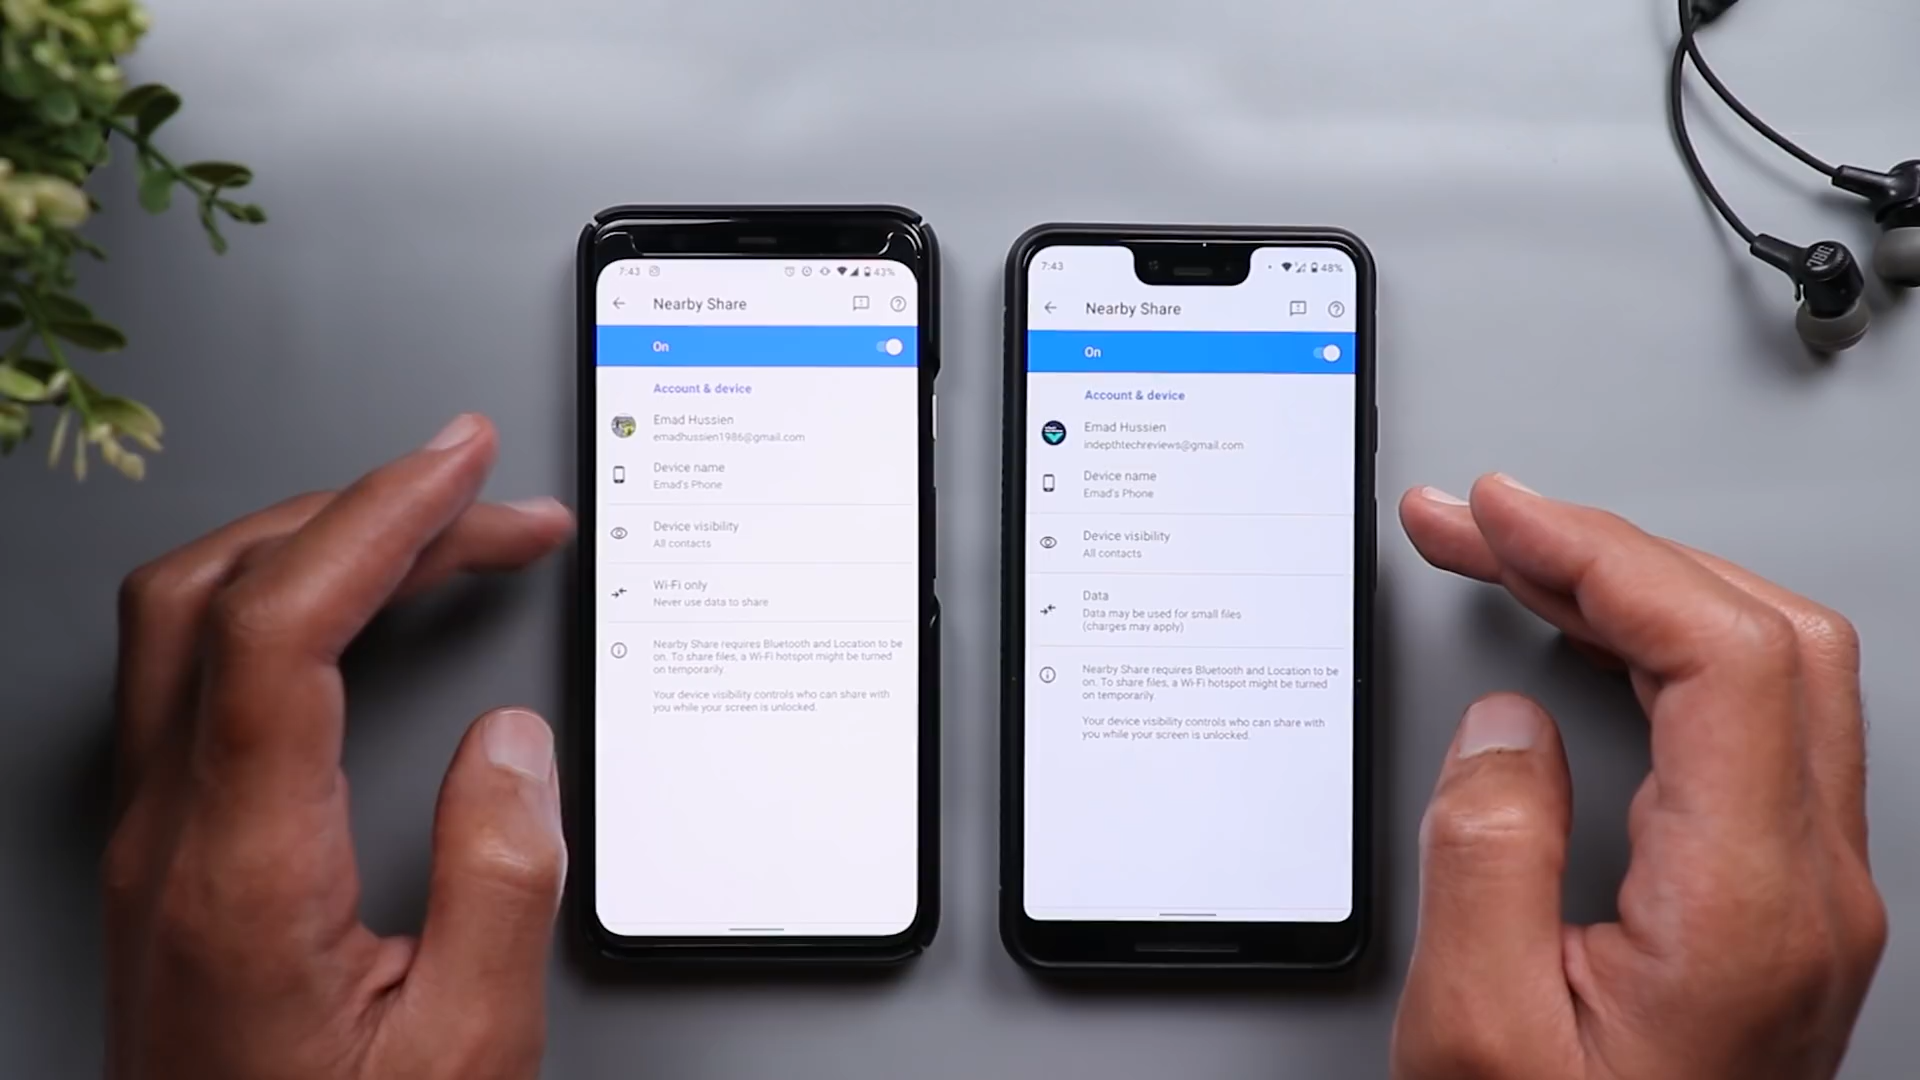 7:43
43%
Nearby Share
On
Account & device
Emad Hussien
emadhussien1986@gmail.com
Device name
Emad's Phone
Device visibility
All contacts
Wi-Fi only
Never use data to share
Nearby Share requires Bluetooth and Location to be
on. To share files, a Wi-Fi hotspot might be turned
on temporarily.
Your device visibility controls who can share with
you while your screen is unlocked.
7:43
48%
Nearby Share
On
Account & device
Emad Hussien
indepthtechreviews@gmail.com
Device name
Emad's Phone
Device visibility
All contacts
Data
Data may be used for small files
(charges may apply)
Nearby Share requires Bluetooth and Location to be
on. To share files, a Wi-Fi hotspot might be turned
on temporarily.
Your device visibility controls who can share with
you while your screen is unlocked.
JBL